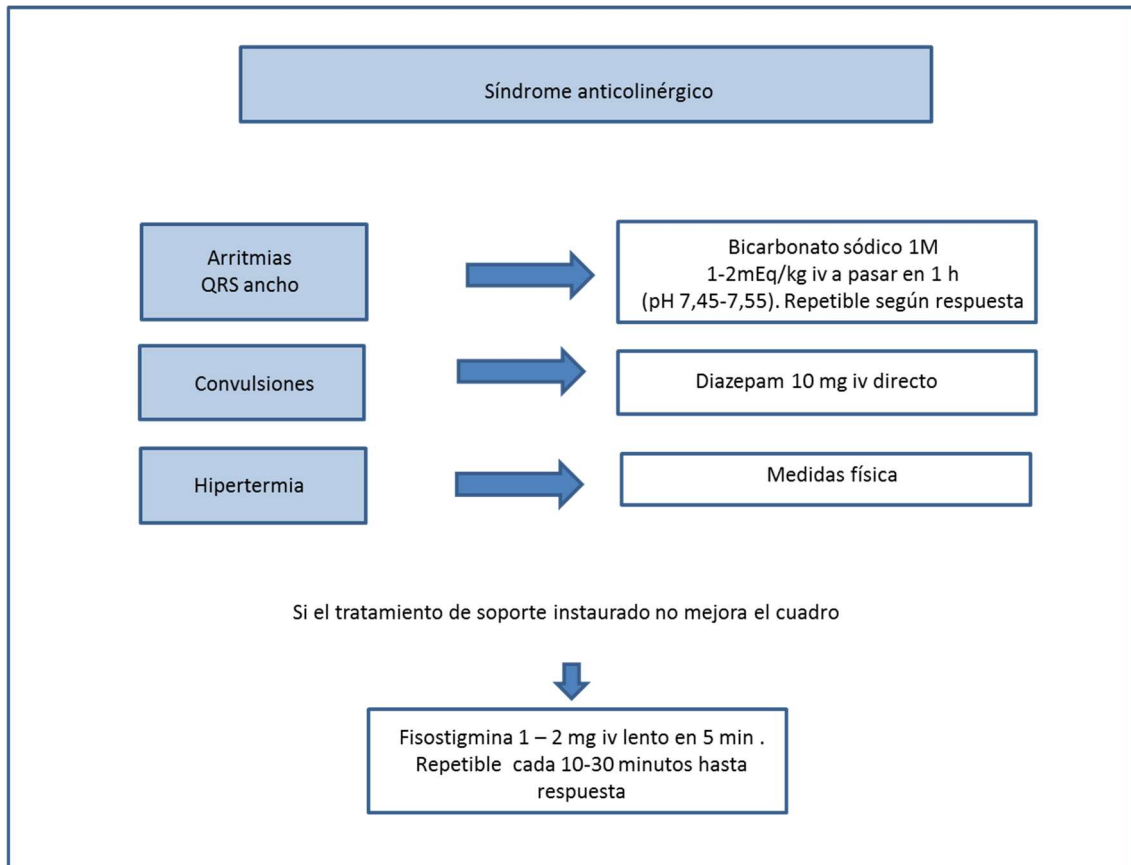 Síndrome anticolinérgico
Arritmias
QRS ancho
Bicarbonato sódico 1M
1-2mEq/kg iv a pasar en 1 h
(pH 7,45-7,55). Repetible según respuesta
Convulsiones
Diazepam 10 mg iv directo
Hipertermia
Medidas física
Si el tratamiento de soporte instaurado no mejora el cuadro
Fisostigmina 1 – 2 mg iv lento en 5 min .
Repetible cada 10-30 minutos hasta
respuesta